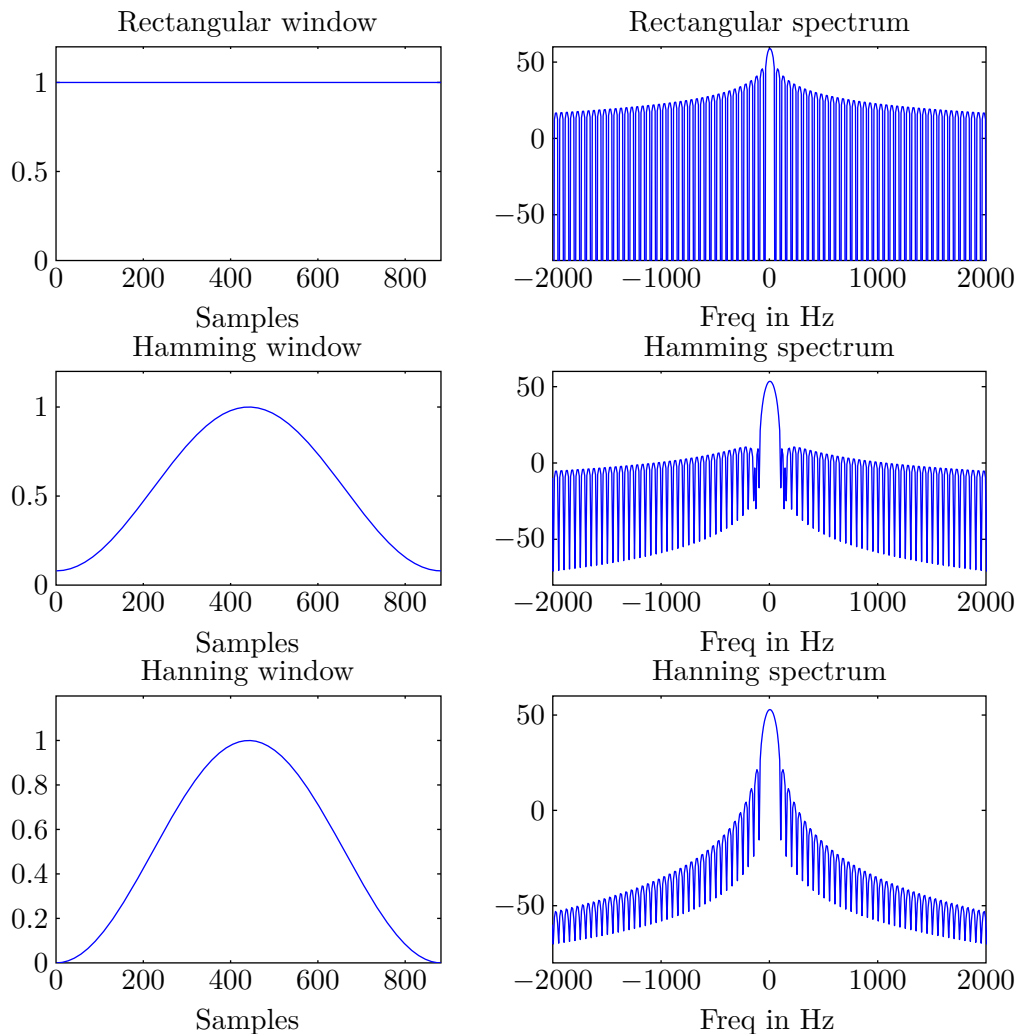 Rectangular window
1
0.5
0
0 200 400 600 800
Samples
Rectangular spectrum
50
0
−50
−2000 −1000 0 1000 2000
Freq in Hz
Hamming window
1
0.5
0
0 200 400 600 800
Samples
Hamming spectrum
50
0
−50
−2000 −1000 0 1000 2000
Freq in Hz
Hanning window
1
0.8
0.6
0.4
0.2
0
0 200 400 600 800
Samples
Hanning spectrum
50
0
−50
−2000 −1000 0 1000 2000
Freq in Hz